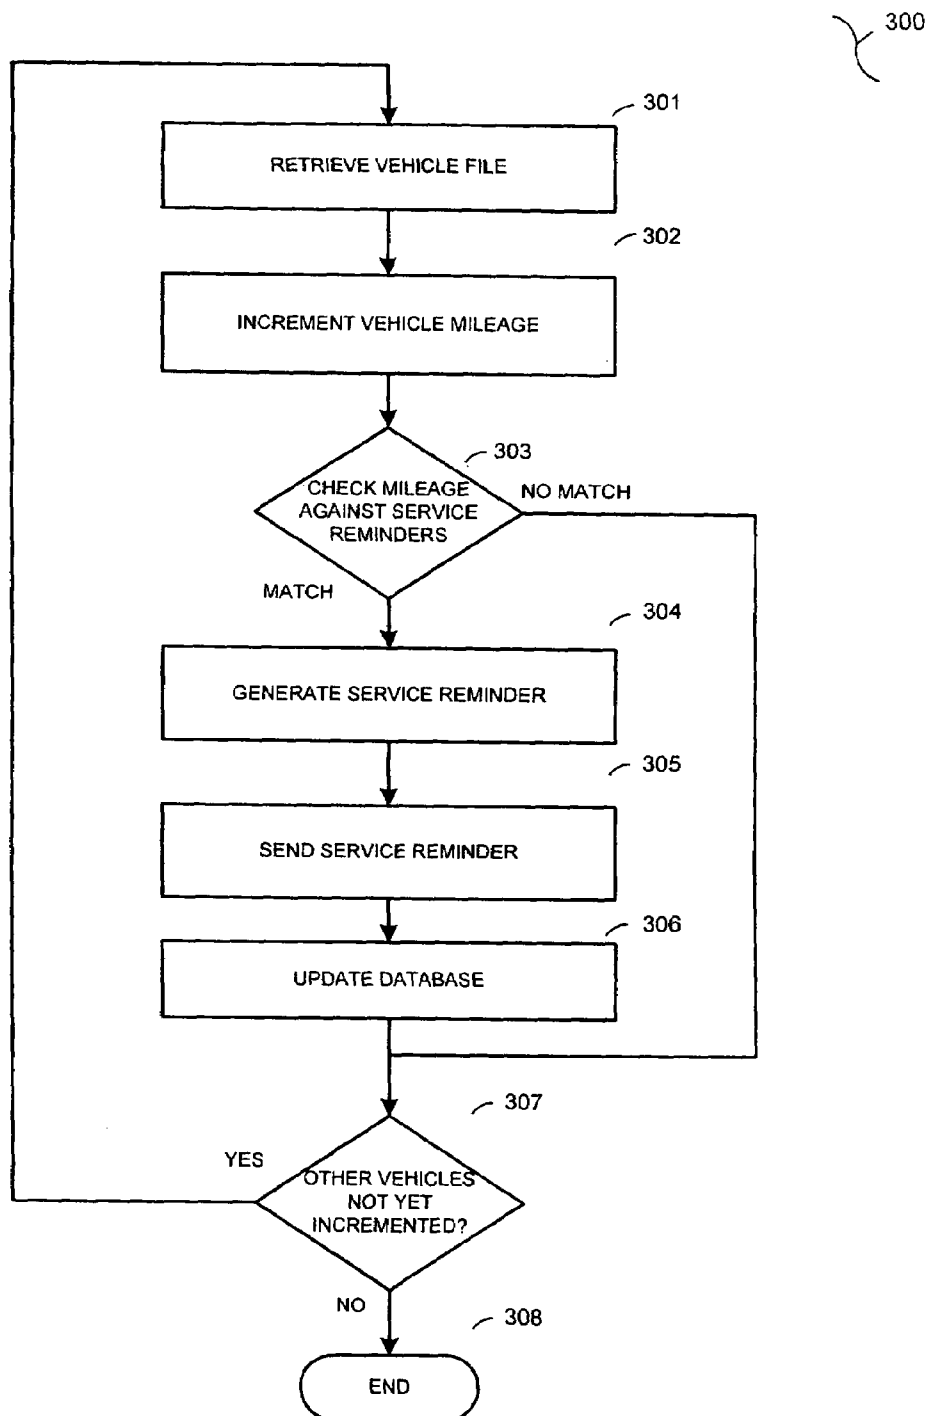 300
301
RETRIEVE VEHICLE FILE
302
INCREMENT VEHICLE MILEAGE
303
CHECK MILEAGE
AGAINST SERVICE
REMINDERS
NO MATCH
MATCH
304
GENERATE SERVICE REMINDER
305
SEND SERVICE REMINDER
306
UPDATE DATABASE
307
YES
OTHER VEHICLES
NOT YET
INCREMENTED?
NO
308
END